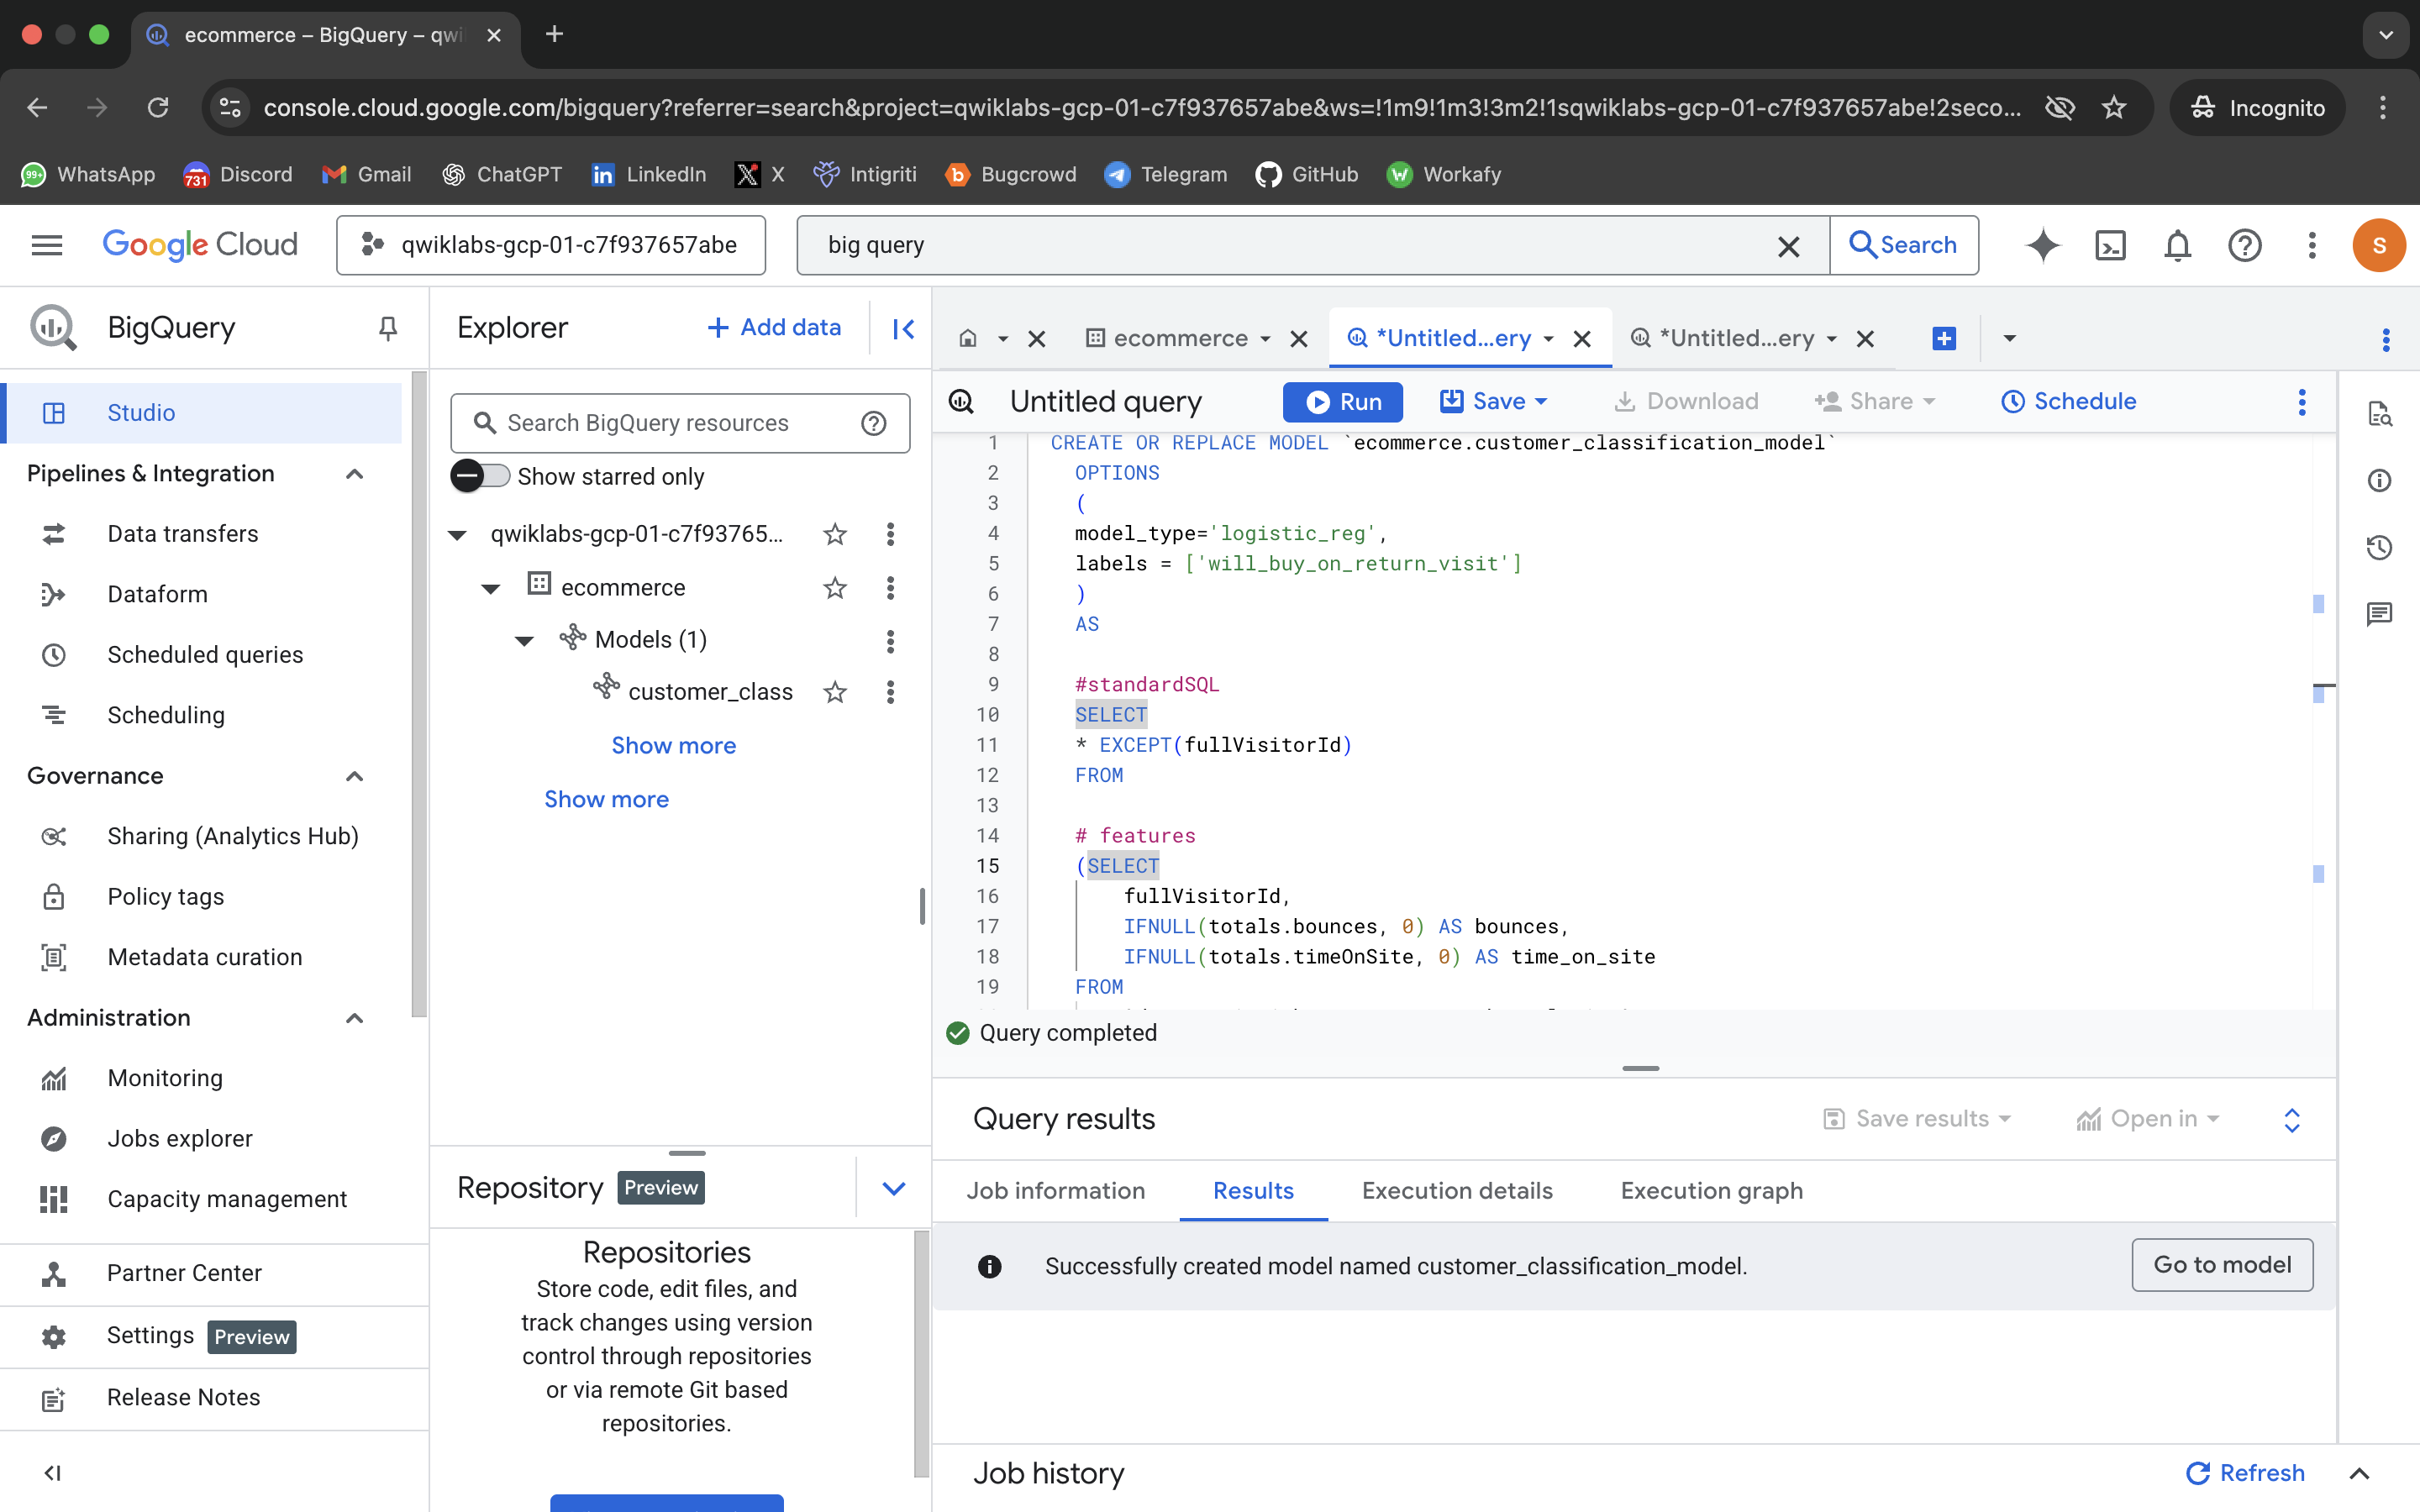 ecommerce – BigQuery – qwi
console.cloud.google.com/bigquery?referrer=search&project=qwiklabs-gcp-01-c7f937657abe&ws=!1m9!1m3!3m2!1sqwiklabs-gcp-01-c7f937657abe!2seco...
Incognito
99+ WhatsApp
731 Discord
Gmail
ChatGPT
LinkedIn
X
Intigriti
Bugcrowd
Telegram
GitHub
Workafy
Google Cloud
qwiklabs-gcp-01-c7f937657abe
big query
Search
S
BigQuery
Studio
Pipelines & Integration
Data transfers
Dataform
Scheduled queries
Scheduling
Governance
Sharing (Analytics Hub)
Policy tags
Metadata curation
Administration
Monitoring
Jobs explorer
Capacity management
Partner Center
Settings Preview
Release Notes
Explorer
+ Add data
Search BigQuery resources
Show starred only
qwiklabs-gcp-01-c7f93765...
ecommerce
Models (1)
customer_class
Show more
Show more
Repository Preview
Repositories
Store code, edit files, and
track changes using version
control through repositories
or via remote Git based
repositories.
ecommerce
*Untitled...ery
*Untitled...ery
Untitled query
Run
Save
Download
Share
Schedule
1 CREATE OR REPLACE MODEL `ecommerce.customer_classification_model`
2 OPTIONS
3 (
4 model_type='logistic_reg',
5 labels = ['will_buy_on_return_visit']
6 )
7 AS
8
9 #standardSQL
10 SELECT
11 * EXCEPT(fullVisitorId)
12 FROM
13
14 # features
15 (SELECT
16 fullVisitorId,
17 IFNULL(totals.bounces, 0) AS bounces,
18 IFNULL(totals.timeOnSite, 0) AS time_on_site
19 FROM
Query completed
Query results
Save results
Open in
Job information
Results
Execution details
Execution graph
Successfully created model named customer_classification_model.
Go to model
Job history
Refresh